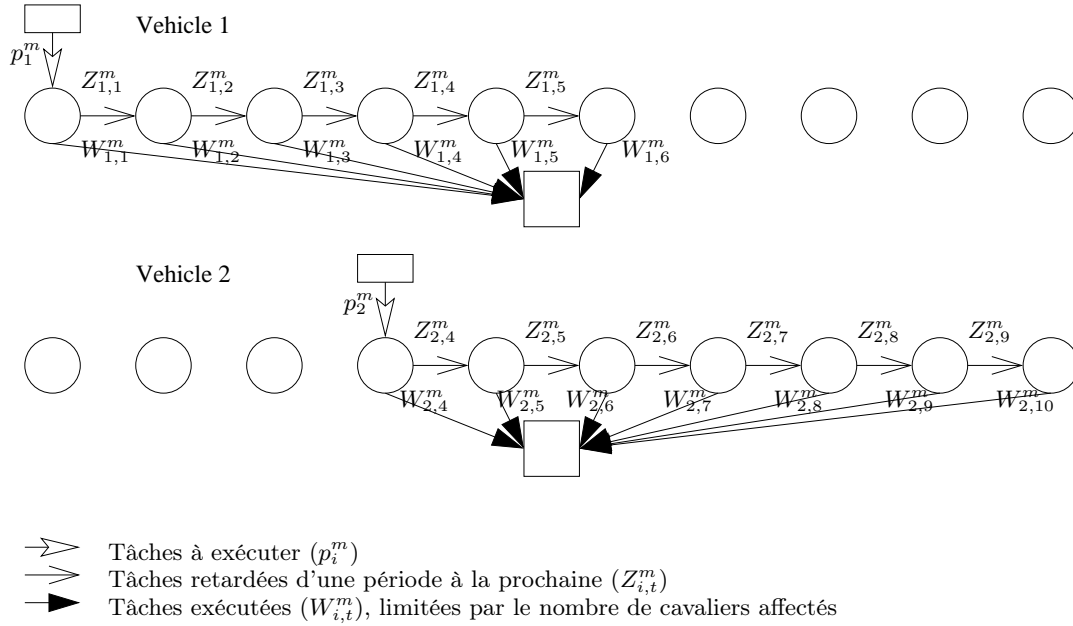 Vehicle 1
p_1^m
Z_{1,1}^m Z_{1,2}^m Z_{1,3}^m Z_{1,4}^m Z_{1,5}^m
W_{1,1}^m W_{1,2}^m W_{1,3}^m W_{1,4}^m W_{1,5}^m W_{1,6}^m
Vehicle 2
p_2^m
Z_{2,4}^m Z_{2,5}^m Z_{2,6}^m Z_{2,7}^m Z_{2,8}^m Z_{2,9}^m
W_{2,4}^m W_{2,5}^m W_{2,6}^m W_{2,7}^m W_{2,8}^m W_{2,9}^m W_{2,10}^m
Tâches à exécuter (p_i^m)
Tâches retardées d'une période à la prochaine (Z_{i,t}^m)
Tâches exécutées (W_{i,t}^m), limitées par le nombre de cavaliers affectés